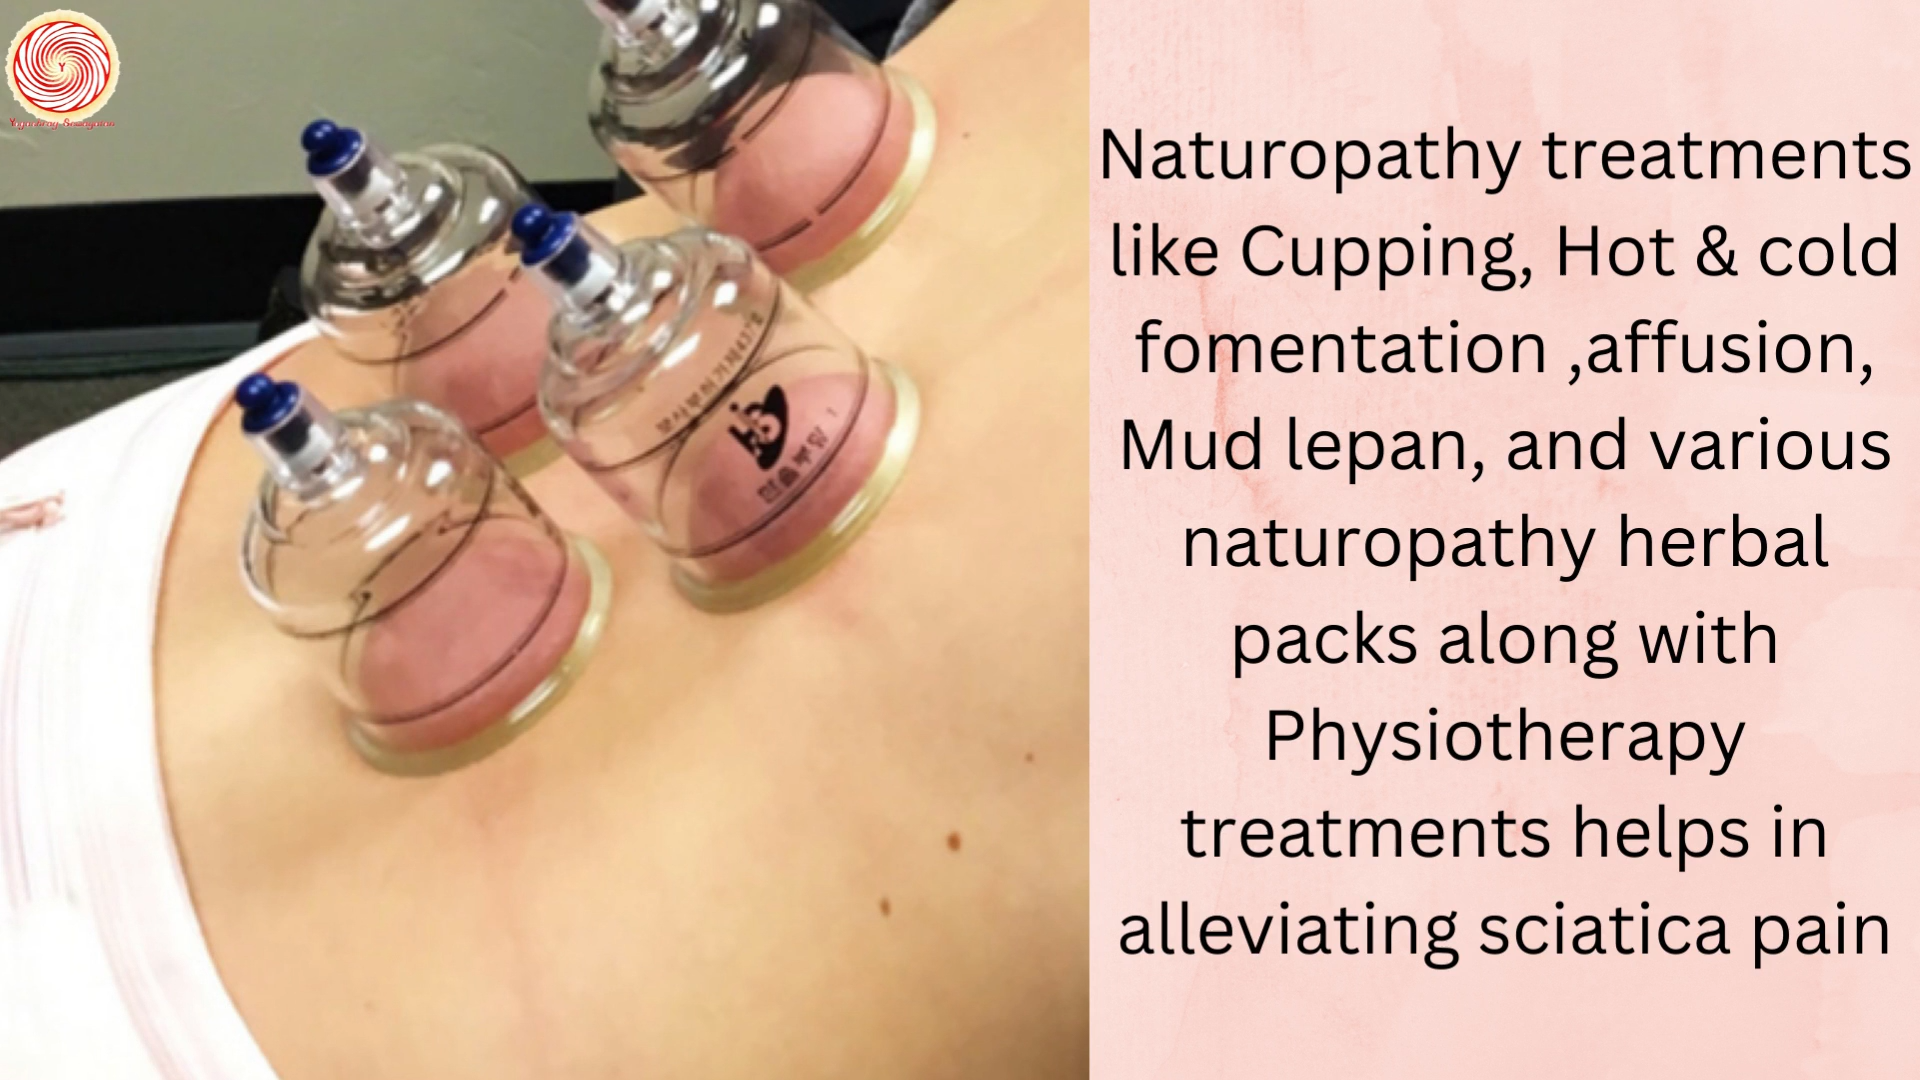 Naturopathy treatments
like Cupping, Hot & cold
fomentation ,affusion,
Mud lepan, and various
naturopathy herbal
packs along with
Physiotherapy
treatments helps in
alleviating sciatica pain